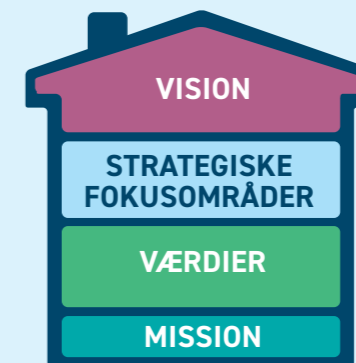 VISION
STRATEGISKE
FOKUSOMRÅDER
VÆRDIER
MISSION